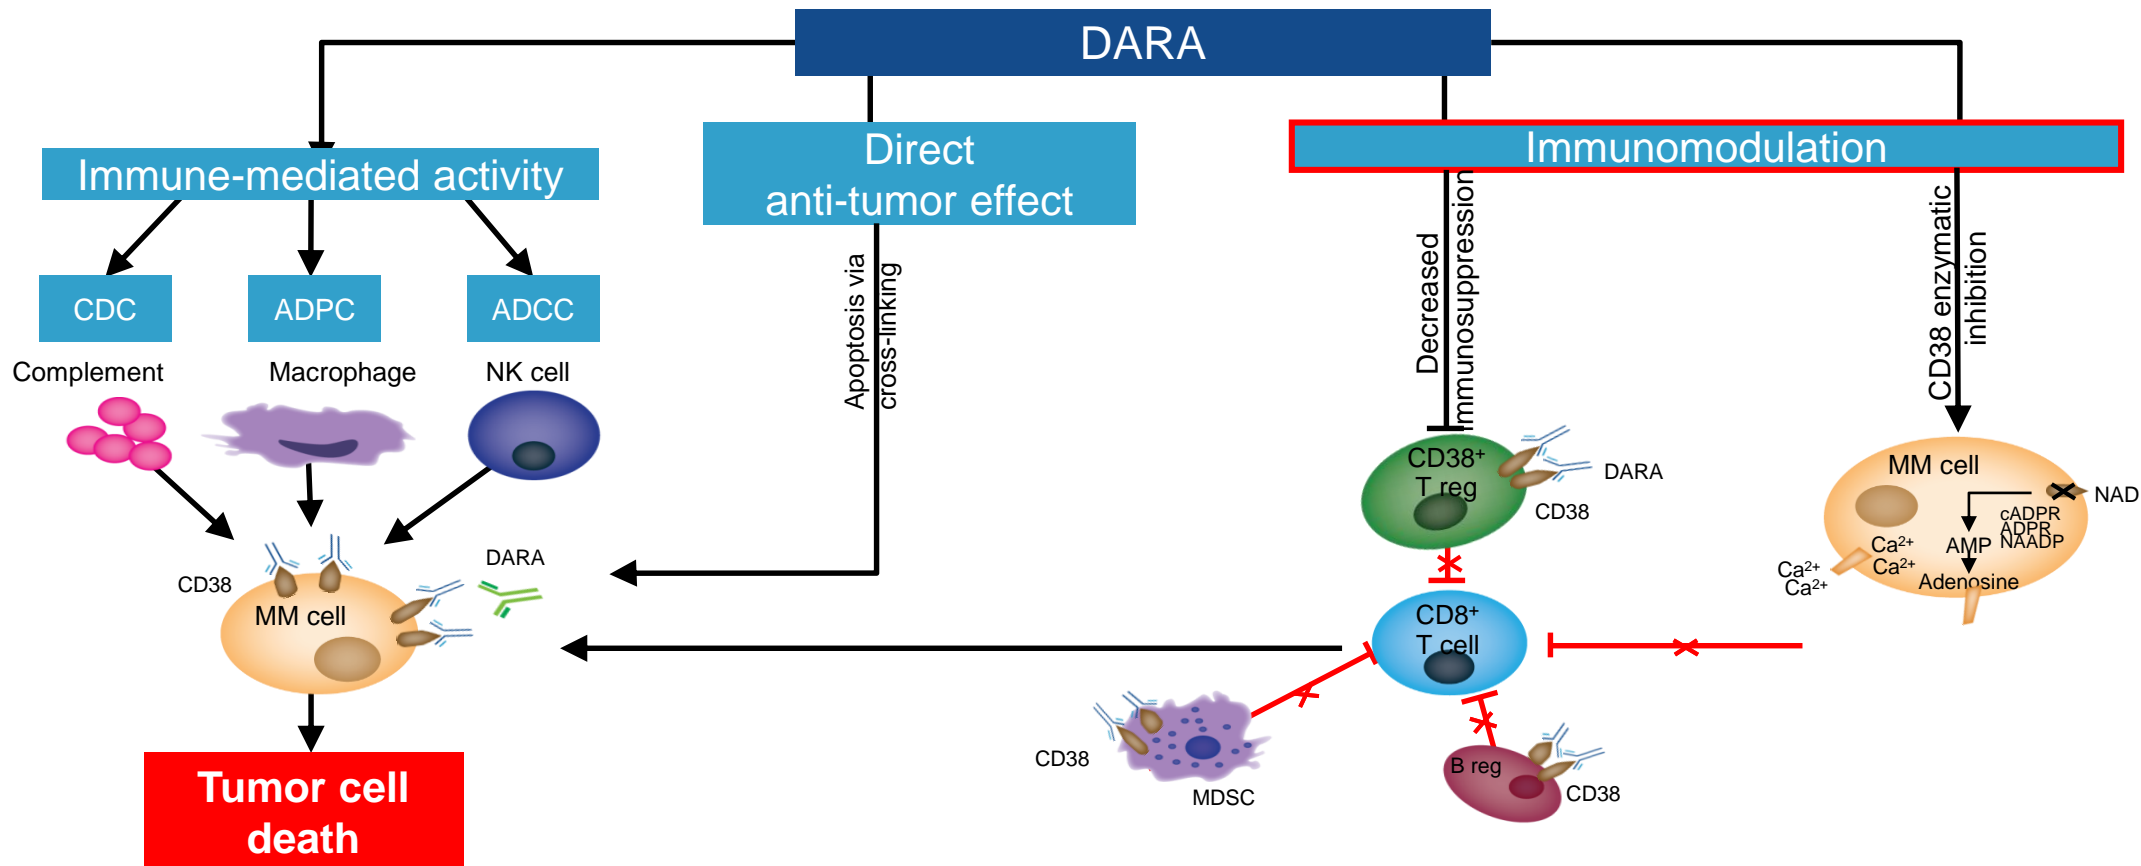 DARA
Immune-mediated activity
Direct
anti-tumor effect
Immunomodulation
CDC
ADPC
ADCC
Complement
Macrophage
NK cell
Apoptosis via
cross-linking
Decreased
Immunosuppression
CD38 enzymatic
inhibition
CD38
DARA
MM cell
Tumor cell
death
CD38⁺
T reg
DARA
CD38
CD8⁺
T cell
CD38
MDSC
B reg
CD38
MM cell
NAD
cADPR
ADPR
NAADP
AMP
Adenosine
Ca²⁺
Ca²⁺
Ca²⁺
Ca²⁺